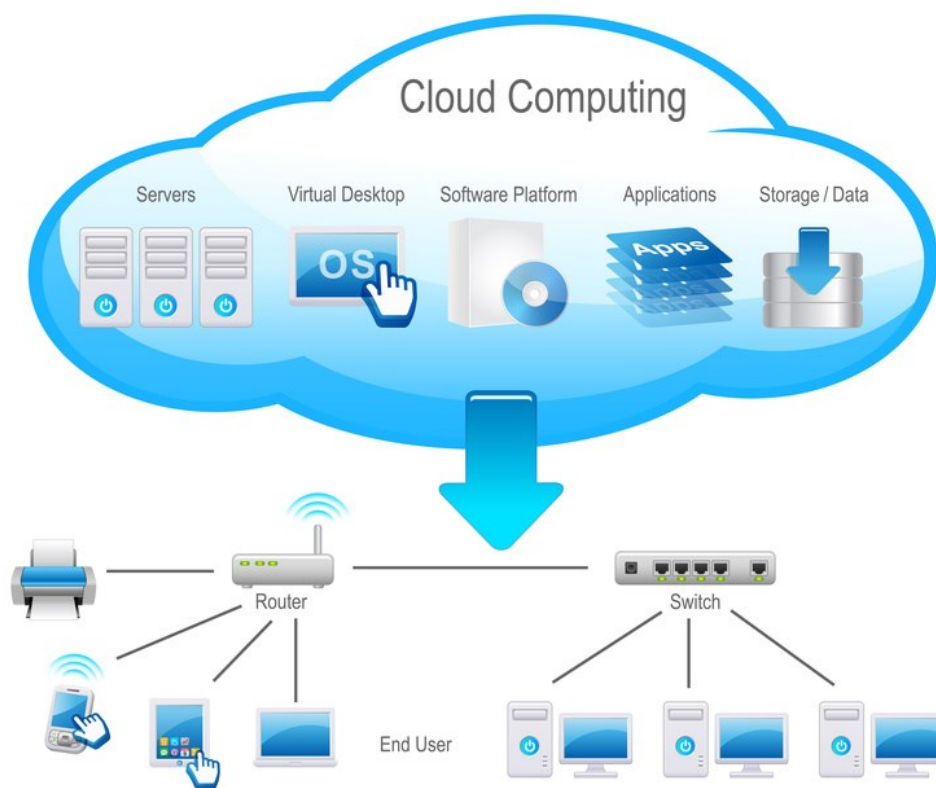 Cloud Computing
Servers
Virtual Desktop
Software Platform
Applications
Storage / Data
OS
Apps
Router
Switch
End User